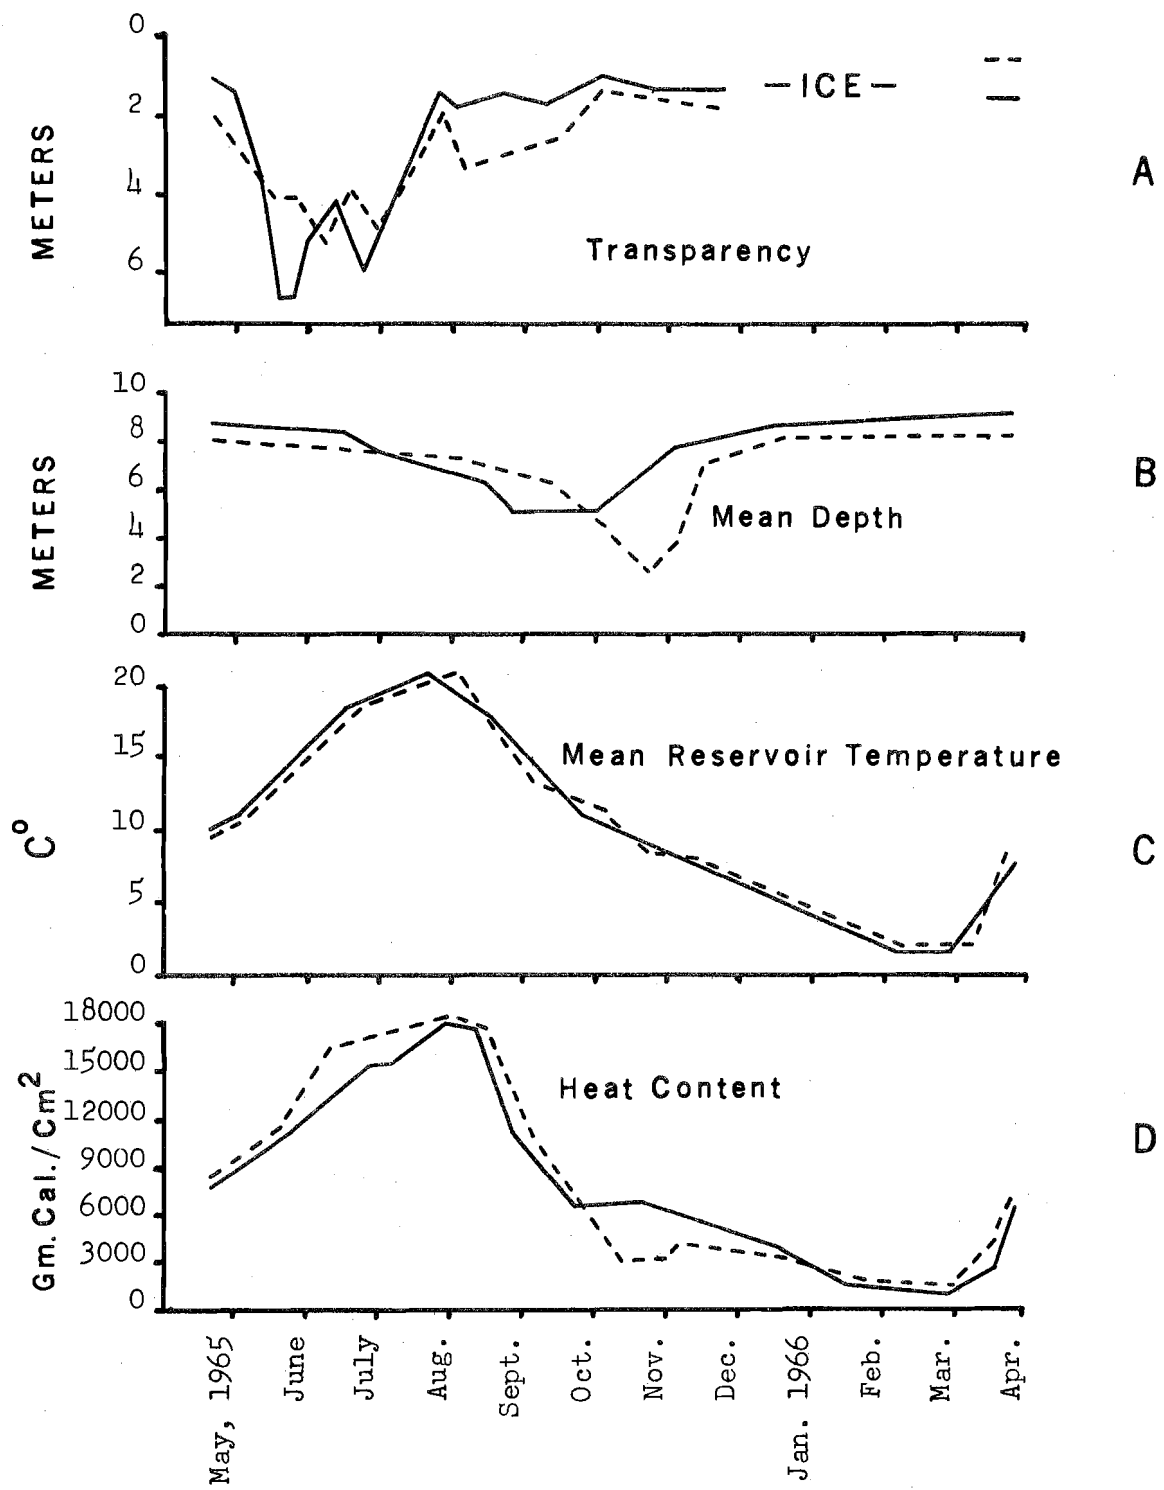 0
2
4
6
METERS
— ICE —
Transparency
A
10
8
6
4
2
0
METERS
Mean Depth
B
20
15
10
5
0
C°
Mean Reservoir Temperature
C
18000
15000
12000
9000
6000
3000
0
Gm. Cal./Cm²
Heat Content
D
May, 1965
June
July
Aug.
Sept.
Oct.
Nov.
Dec.
Jan. 1966
Feb.
Mar.
Apr.